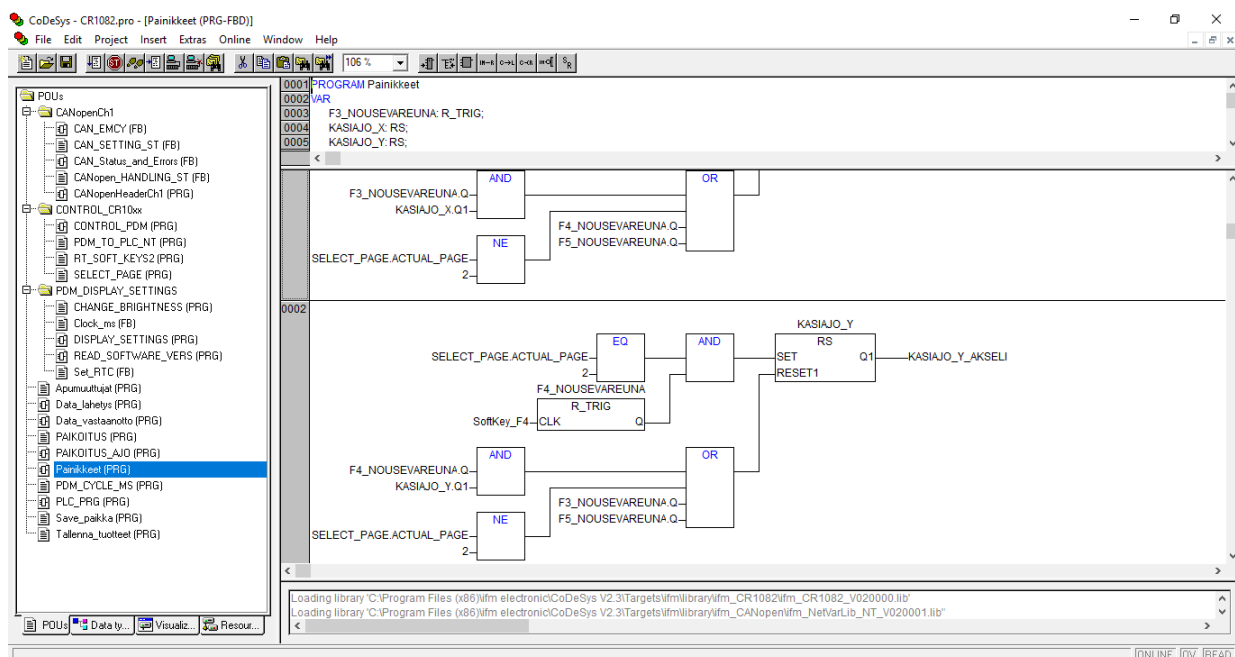 CoDeSys - CR1082.pro - [Painikkeet (PRG-FBD)]
File Edit Project Insert Extras Online Window Help
106 %
POUs
CANopenCh1
CAN_EMCY (FB)
CAN_SETTING_ST (FB)
CAN_Status_and_Errors (FB)
CANopen_HANDLING_ST (FB)
CANopenHeaderCh1 (PRG)
CONTROL_CR10xx
CONTROL_PDM (PRG)
PDM_TO_PLC_NT (PRG)
RT_SOFT_KEYS2 (PRG)
SELECT_PAGE (PRG)
PDM_DISPLAY_SETTINGS
CHANGE_BRIGHTNESS (PRG)
Clock_ms (FB)
DISPLAY_SETTINGS (PRG)
READ_SOFTWARE_VERS (PRG)
Set_RTC (FB)
Apumuuttujat (PRG)
Data_lahetys (PRG)
Data_vastaanotto (PRG)
PAIKOITUS (PRG)
PAIKOITUS_AJO (PRG)
Painikkeet (PRG)
PDM_CYCLE_MS (PRG)
PLC_PRG (PRG)
Save_paikka (PRG)
Tallenna_tuotteet (PRG)
POUs Data ty... Visualiz... Resour...
0001 PROGRAM Painikkeet
0002 VAR
0003 F3_NOUSEVAREUNA: R_TRIG;
0004 KASIAJO_X: RS;
0005 KASIAJO_Y: RS;
AND OR
F3_NOUSEVAREUNA.Q
KASIAJO_X.Q1
F4_NOUSEVAREUNA.Q
NE F5_NOUSEVAREUNA.Q
SELECT_PAGE.ACTUAL_PAGE
2
0002
KASIAJO_Y
EQ AND RS
SELECT_PAGE.ACTUAL_PAGE SET Q1 KASIAJO_Y_AKSELI
2 RESET1
F4_NOUSEVAREUNA
R_TRIG
SoftKey_F4 CLK Q
AND OR
F4_NOUSEVAREUNA.Q
KASIAJO_Y.Q1
F3_NOUSEVAREUNA.Q
NE F5_NOUSEVAREUNA.Q
SELECT_PAGE.ACTUAL_PAGE
2
Loading library 'C:\Program Files (x86)\ifm electronic\CoDeSys V2.3\Targets\ifm\library\ifm_CR1082\ifm_CR1082_V020000.lib'
Loading library 'C:\Program Files (x86)\ifm electronic\CoDeSys V2.3\Targets\ifm\library\ifm_CANopen\ifm_NetVarLib_NT_V020001.lib'
ONLINE OV READ